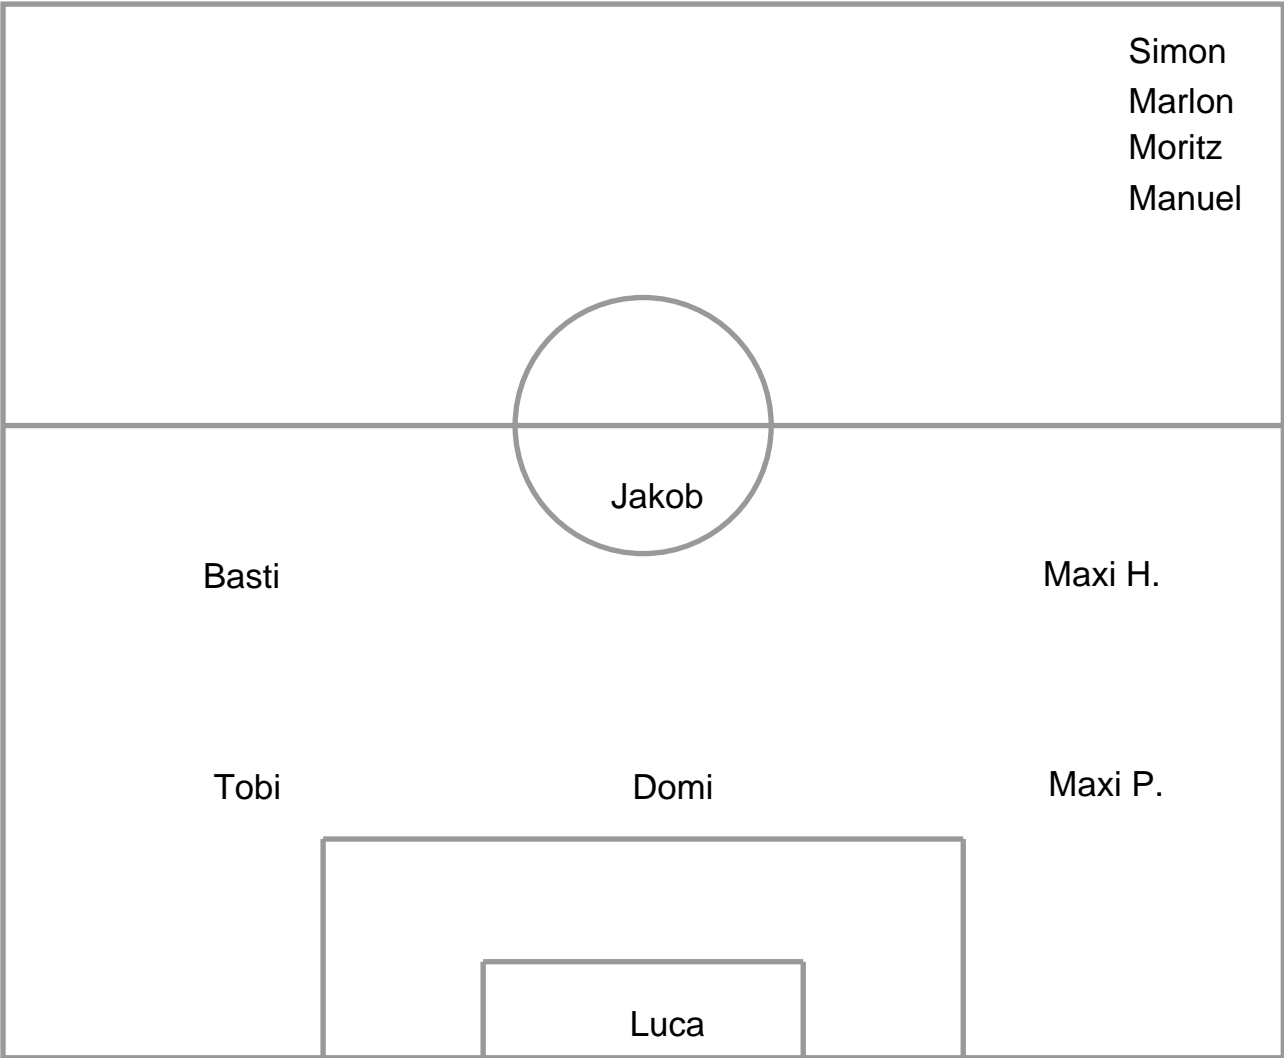 Simon
Marlon
Moritz
Manuel
Jakob
Basti
Maxi H.
Tobi
Domi
Maxi P.
Luca